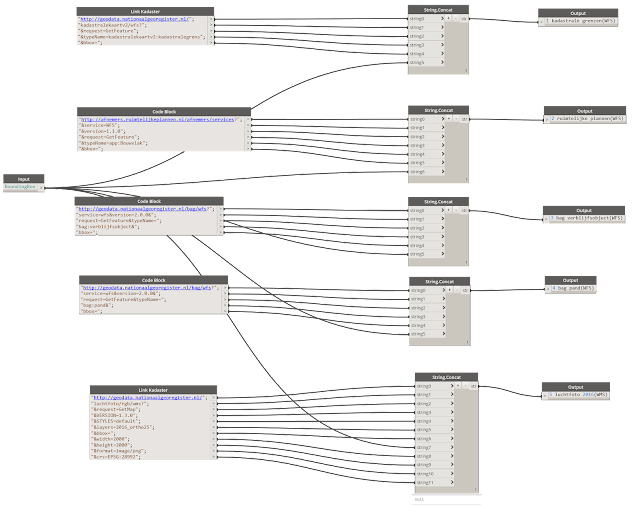 Link Kadaster
"http://geodata.nationaalgeoregister.nl/"
"kadastralekaartv2/wfs?";
"&request=GetFeature";
"&typeName=kadastralekaartv2:kadastralegrens";
"&bbox=";
String.Concat
string0
string1
string2
string3
string4
string5
+ - str
Output
1 kadastrale grenzen(WFS)
Code Block
"http://afnemers.ruimtelijkeplannen.nl/afnemers/services?";
"&service=WFS";
"&version=1.1.0";
"&request=GetFeature";
"&typeName=app:Bouwvlak";
"&bbox=";
String.Concat
string0
string1
string2
string3
string4
string5
string6
+ - str
Output
2 ruimtelijke plannen(WFS)
Input
BoundingBox
Code Block
"http://geodata.nationaalgeoregister.nl/bag/wfs?";
"service=wfs&version=2.0.0&";
"request=GetFeature&typeName=";
"bag:verblijfsobject&";
"bbox=";
String.Concat
string0
string1
string2
string3
string4
string5
+ - str
Output
3 bag verblijfsobject(WFS)
Code Block
"http://geodata.nationaalgeoregister.nl/bag/wfs?";
"service=wfs&version=2.0.0&";
"request=GetFeature&typeName=";
"bag:pand&";
"bbox=";
String.Concat
string0
string1
string2
string3
string4
string5
+ - str
Output
4 bag pand(WFS)
Link Kadaster
"http://geodata.nationaalgeoregister.nl/";
"luchtfoto/rgb/wms?";
"&request=GetMap";
"&VERSION=1.3.0";
"&STYLES=default";
"&layers=2016_ortho25";
"&bbox=";
"&width=2000";
"&height=2000";
"&format=image/png";
"&crs=EPSG:28992";
String.Concat
string0
string1
string2
string3
string4
string5
string6
string7
string8
string9
string10
string11
+ - str
null
Output
5 luchtfoto 2016(WMS)